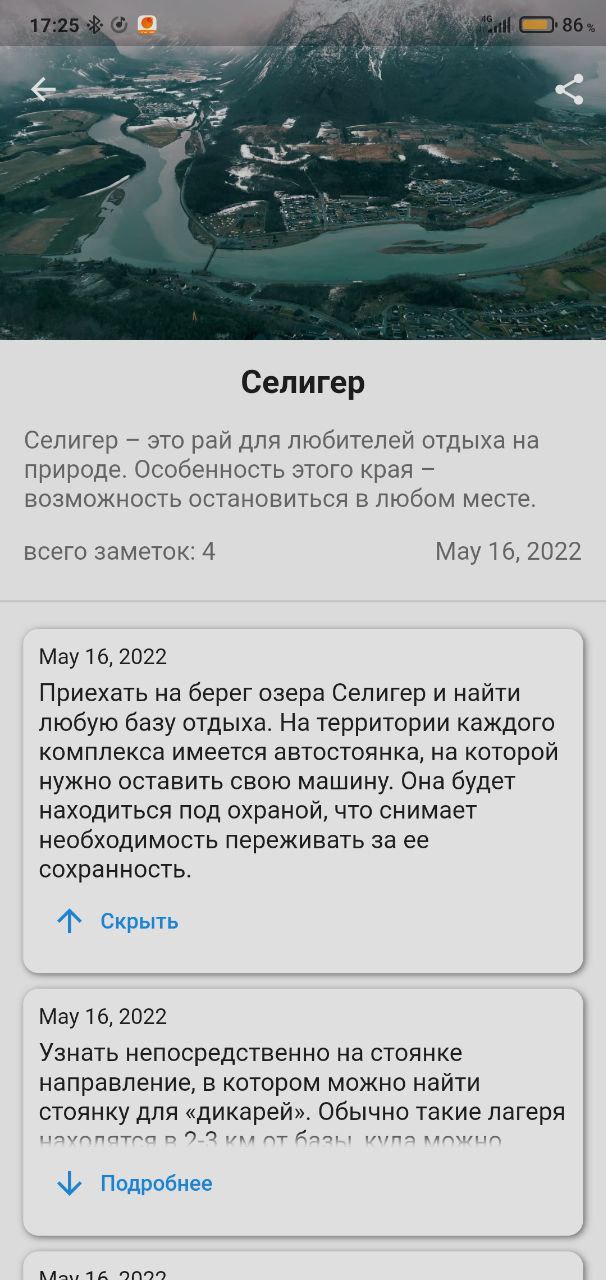 17:25
4G
86 %
Селигер
Селигер – это рай для любителей отдыха на
природе. Особенность этого края –
возможность остановиться в любом месте.
всего заметок: 4
May 16, 2022
May 16, 2022
Приехать на берег озера Селигер и найти
любую базу отдыха. На территории каждого
комплекса имеется автостоянка, на которой
нужно оставить свою машину. Она будет
находиться под охраной, что снимает
необходимость переживать за ее
сохранность.
Скрыть
May 16, 2022
Узнать непосредственно на стоянке
направление, в котором можно найти
стоянку для «дикарей». Обычно такие лагеря
находятся в 2-3 км от базы, куда можно
Подробнее
May 16, 2022